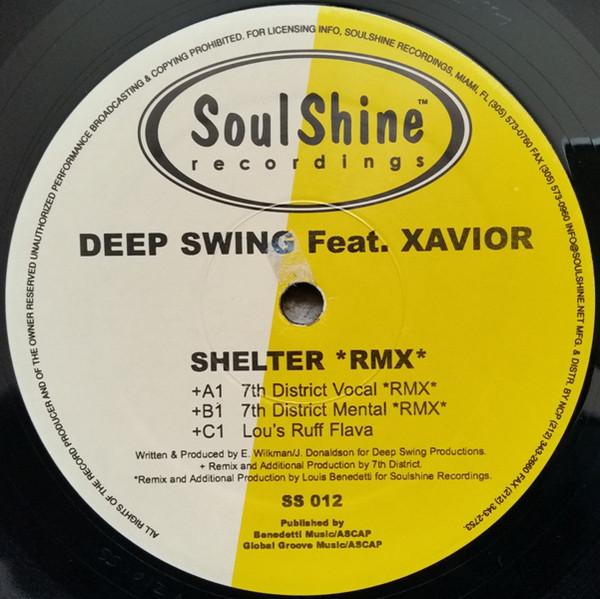 SoulShine™
recordings
DEEP SWING Feat. XAVIOR
SHELTER *RMX*
+A1 7th District Vocal *RMX*
+B1 7th District Mental *RMX*
+C1 Lou's Ruff Flava
Written & Produced by E. Wilkman/J. Donaldson for Deep Swing Productions.
+ Remix and Additional Production by 7th District.
*Remix and Additional Production by Louis Benedetti for Soulshine Recordings.
SS 012
Published by
Benedetti Music/ASCAP
Global Groove Music/ASCAP
ALL RIGHTS OF THE RECORD PRODUCER AND OF THE OWNER RESERVED UNAUTHORIZED PERFORMANCE BROADCASTING & COPYING PROHIBITED. FOR LICENSING INFO, SOULSHINE RECORDINGS, MIAMI, FL (305) 573-0760 FAX (305) 573-0960 INFO@SOULSHINE.NET MFG. & DISTR. BY NCP (212) 343-2660 FAX (212) 343-2753.